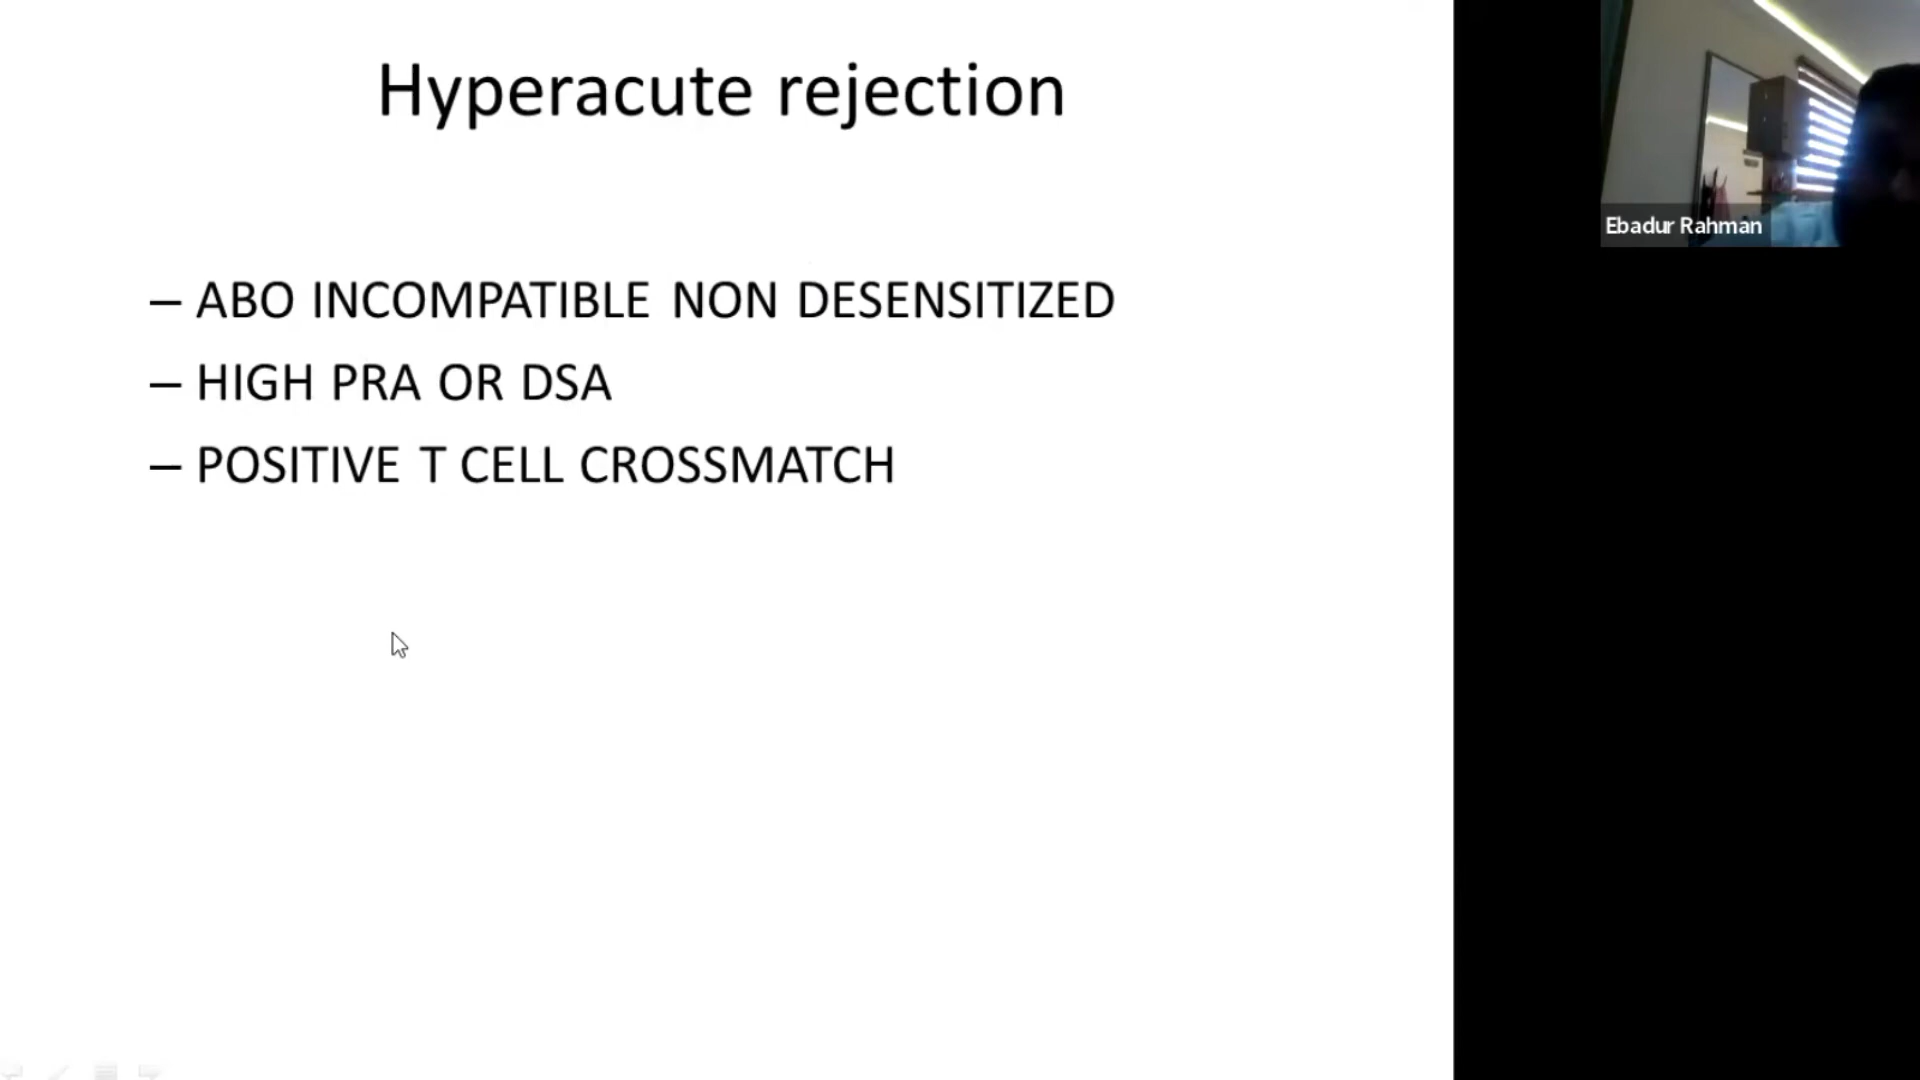 Hyperacute rejection
– ABO INCOMPATIBLE NON DESENSITIZED
– HIGH PRA OR DSA
– POSITIVE T CELL CROSSMATCH
Ebadur Rahman